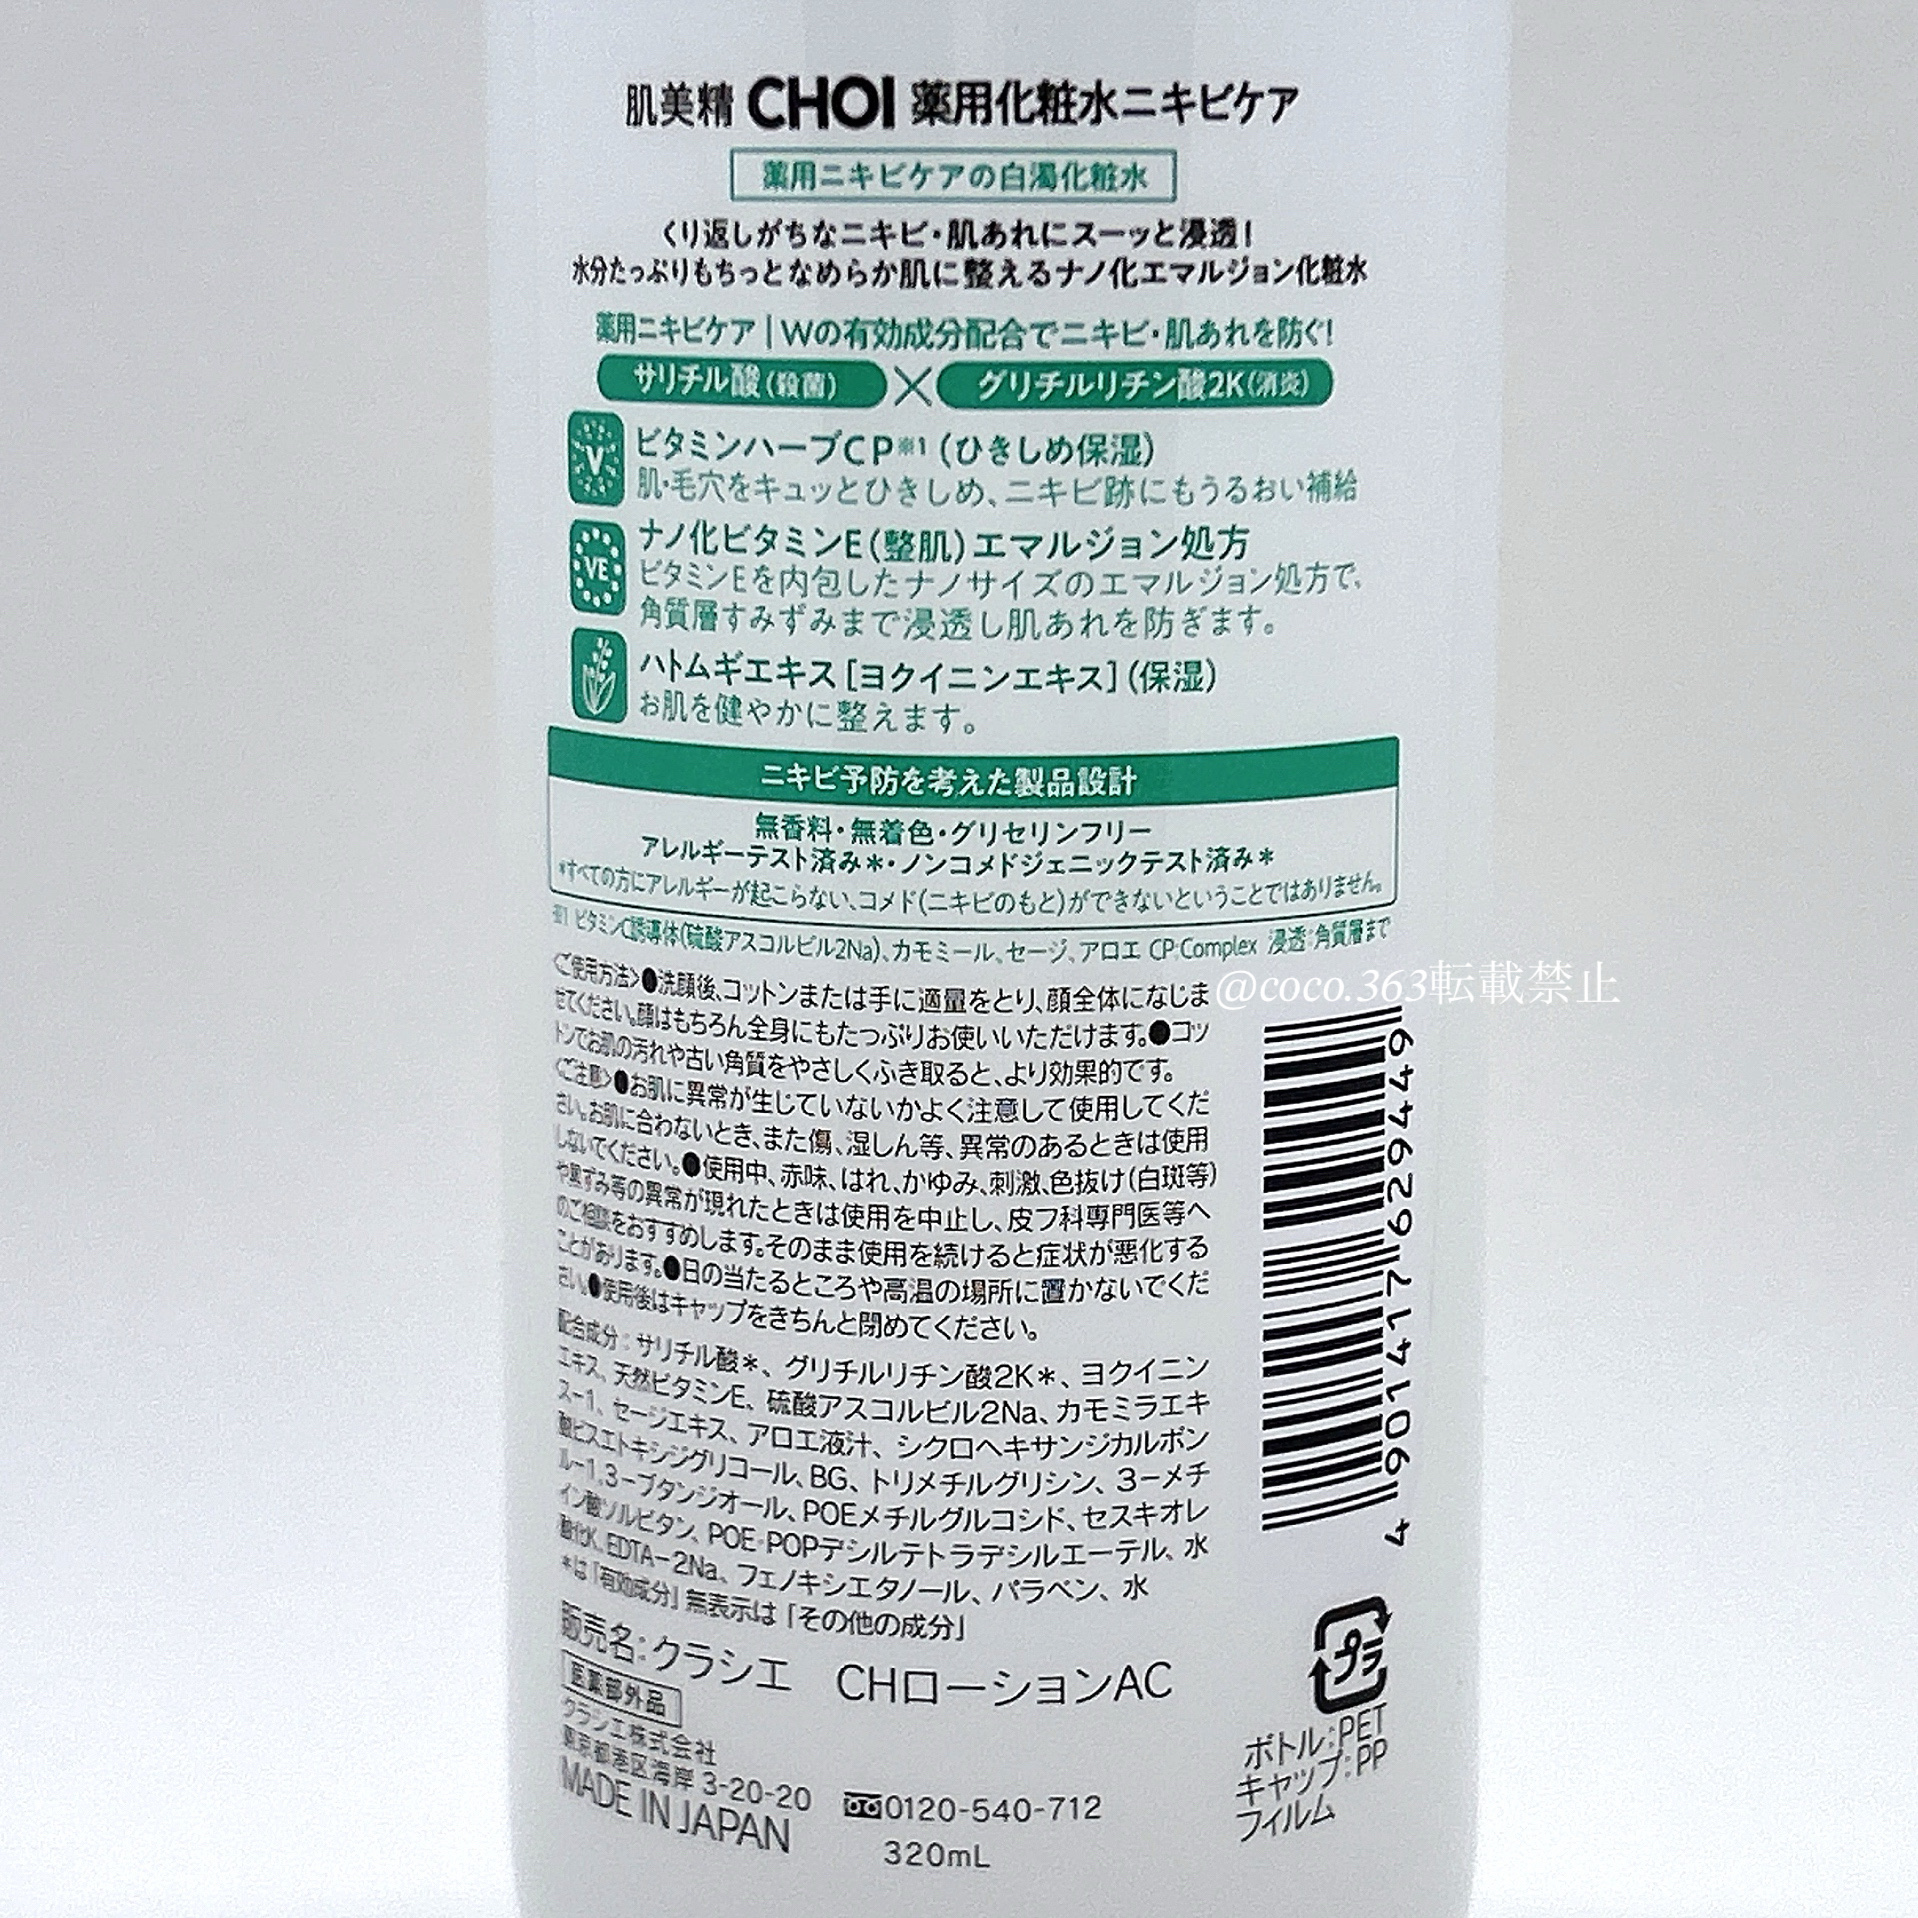 肌美精 CHOI 薬用化粧水ニキビケア
薬用ニキビケアの白濁化粧水
くり返しがちなニキビ・肌あれにスーッと浸透！
水分たっぷりもちっとなめらか肌に整えるナノ化エマルジョン化粧水
薬用ニキビケア｜Wの有効成分配合でニキビ・肌あれを防ぐ！
サリチル酸(殺菌) × グリチルリチン酸2K(消炎)
V ビタミンハーブCP※1(ひきしめ保湿)
肌・毛穴をキュッとひきしめ、ニキビ跡にもうるおい補給
VE ナノ化ビタミンE(整肌)エマルジョン処方
ビタミンEを内包したナノサイズのエマルジョン処方で、
角質層すみずみまで浸透し肌あれを防ぎます。
ハトムギエキス[ヨクイニンエキス](保湿)
お肌を健やかに整えます。
ニキビ予防を考えた製品設計
無香料・無着色・グリセリンフリー
アレルギーテスト済み＊・ノンコメドジェニックテスト済み＊
＊すべての方にアレルギーが起こらない、コメド(ニキビのもと)ができないということではありません。
※1 ビタミンC誘導体(硫酸アスコルビル2Na)、カモミール、セージ、アロエ CP:Complex 浸透:角質層まで
<ご使用方法>●洗顔後、コットンまたは手に適量をとり、顔全体になじま
せてください。顔はもちろん全身にもたっぷりお使いいただけます。●コッ
トンでお肌の汚れや古い角質をやさしくふき取ると、より効果的です。
<ご注意>●お肌に異常が生じていないかよく注意して使用してくだ
さい。お肌に合わないとき、また傷、湿しん等、異常のあるときは使用
しないでください。●使用中、赤味、はれ、かゆみ、刺激、色抜け(白斑等)
や黒ずみ等の異常が現れたときは使用を中止し、皮フ科専門医等へ
のご相談をおすすめします。そのまま使用を続けると症状が悪化する
ことがあります。●日の当たるところや高温の場所に置かないでくだ
さい。●使用後はキャップをきちんと閉めてください。
配合成分：サリチル酸＊、グリチルリチン酸2K＊、ヨクイニン
エキス、天然ビタミンE、硫酸アスコルビル2Na、カモミラエキ
ス−1、セージエキス、アロエ液汁、シクロヘキサンジカルボン
酸ビスエトキシジグリコール、BG、トリメチルグリシン、3−メチ
ル−1,3−ブタンジオール、POEメチルグルコシド、セスキオレ
イン酸ソルビタン、POE・POPデシルテトラデシルエーテル、水
酸化K、EDTA−2Na、フェノキシエタノール、パラベン、水
＊は「有効成分」無表示は「その他の成分」
販売名：クラシエ CHローションAC
医薬部外品
クラシエ株式会社
東京都港区海岸 3-20-20
MADE IN JAPAN
0120-540-712
320mL
@coco.363転載禁止
4 901417 629449
プラ
ボトル:PET
キャップ:PP
フィルム